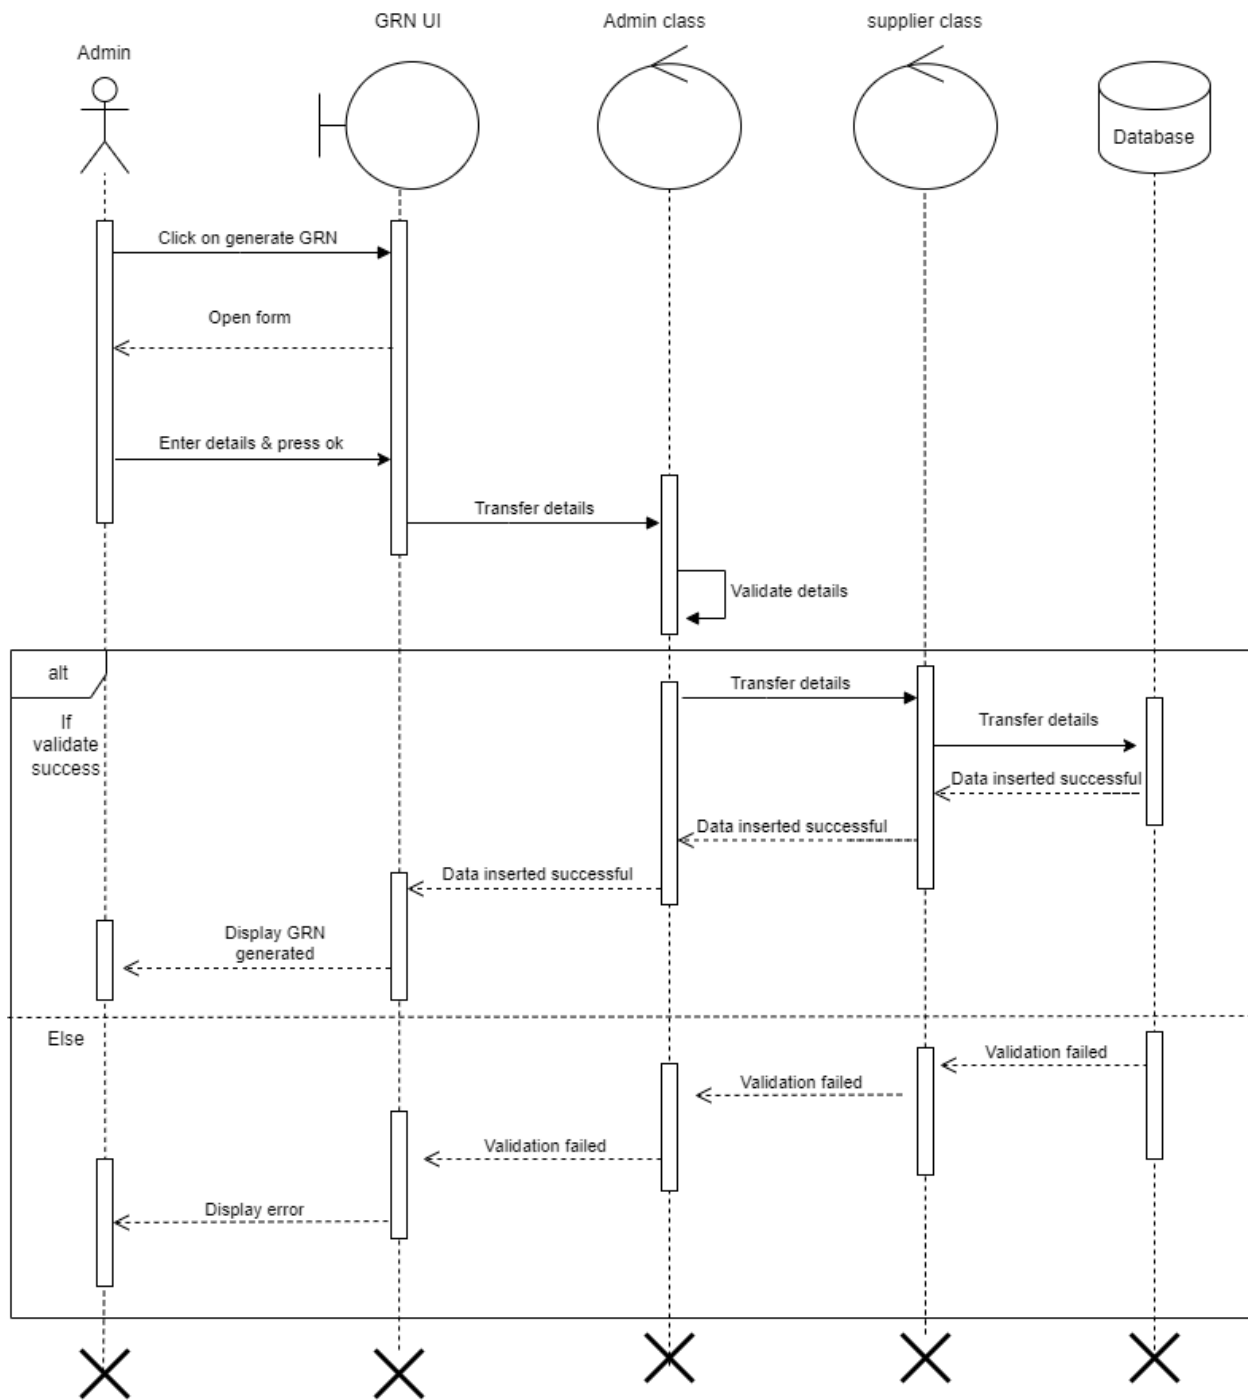 GRN UI
Admin class
supplier class
Admin
Database
Click on generate GRN
Open form
Enter details & press ok
Transfer details
Validate details
alt
If
validate
success
Transfer details
Transfer details
Data inserted successful
Data inserted successful
Data inserted successful
Display GRN
generated
Else
Validation failed
Validation failed
Validation failed
Display error